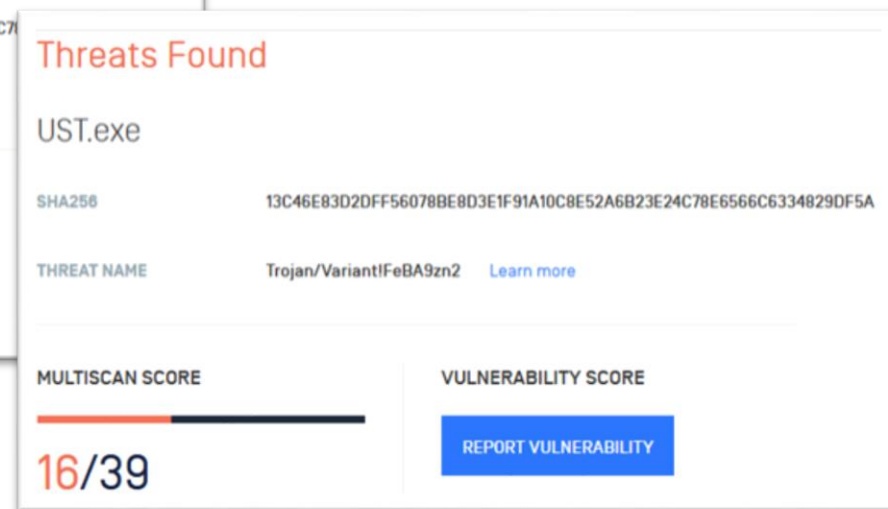 Threats Found
UST.exe
SHA256 13C46E83D2DFF56078BE8D3E1F91A10C8E52A6B23E24C78E6566C6334829DF5A
THREAT NAME Trojan/Variant!FeBA9zn2 Learn more
MULTISCAN SCORE VULNERABILITY SCORE
REPORT VULNERABILITY
16/39